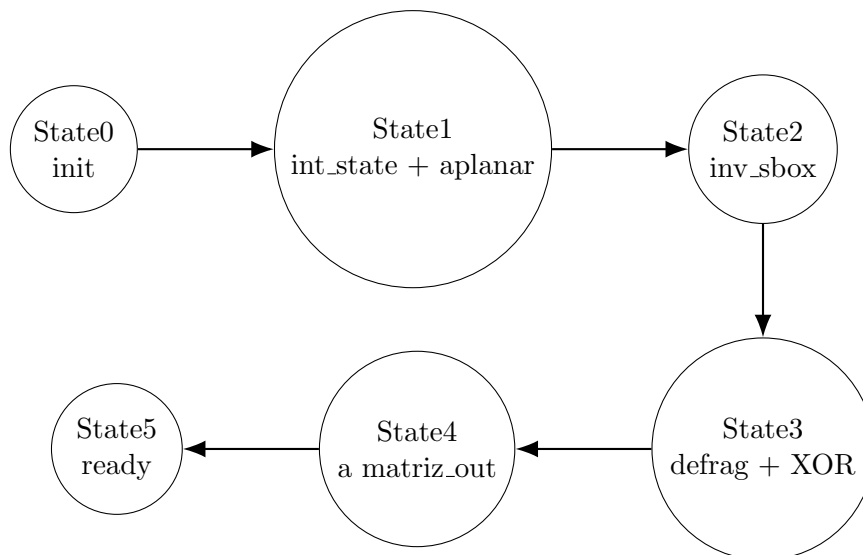 State0
init
State1
int_state + aplanar
State2
inv_sbox
State3
defrag + XOR
State4
a matriz_out
State5
ready